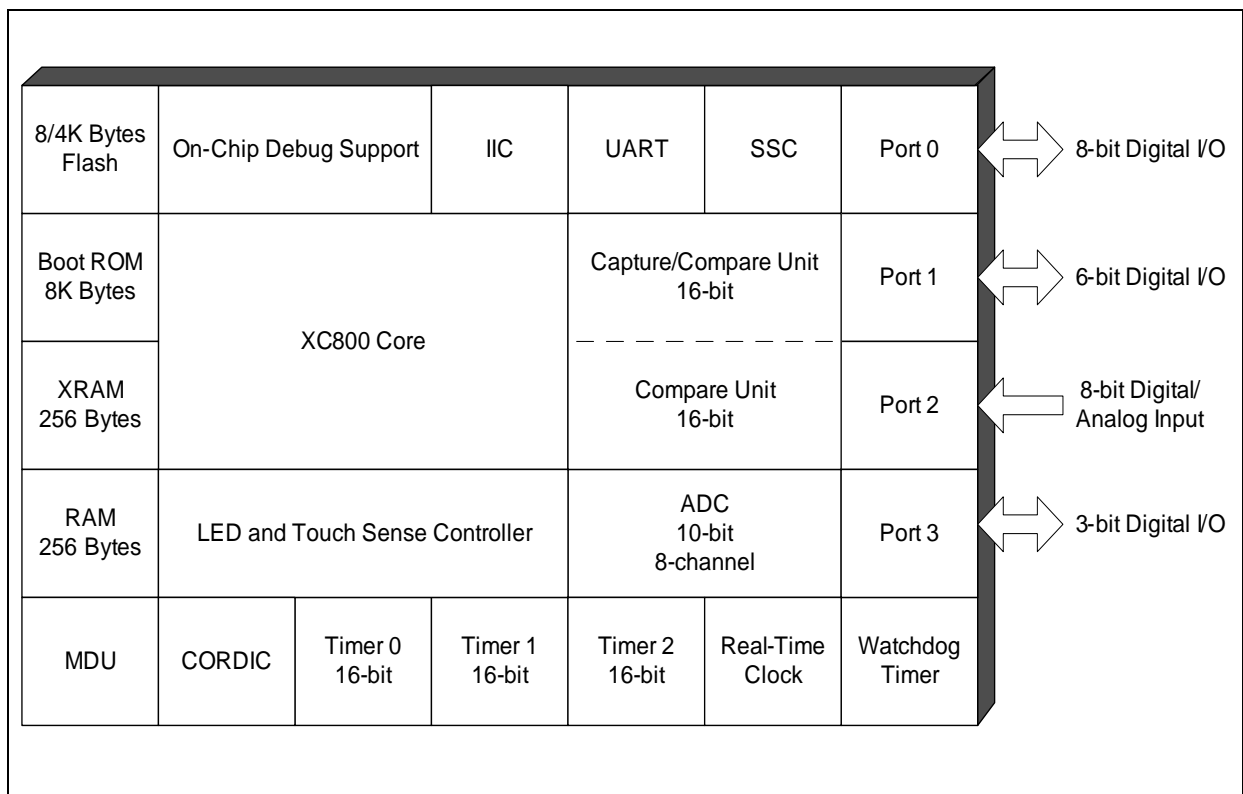 8/4K Bytes
Flash
On-Chip Debug Support
IIC
UART
SSC
Port 0
8-bit Digital I/O
Boot ROM
8K Bytes
XC800 Core
Capture/Compare Unit
16-bit
Port 1
6-bit Digital I/O
XRAM
256 Bytes
Compare Unit
16-bit
Port 2
8-bit Digital/
Analog Input
RAM
256 Bytes
LED and Touch Sense Controller
ADC
10-bit
8-channel
Port 3
3-bit Digital I/O
MDU
CORDIC
Timer 0
16-bit
Timer 1
16-bit
Timer 2
16-bit
Real-Time
Clock
Watchdog
Timer